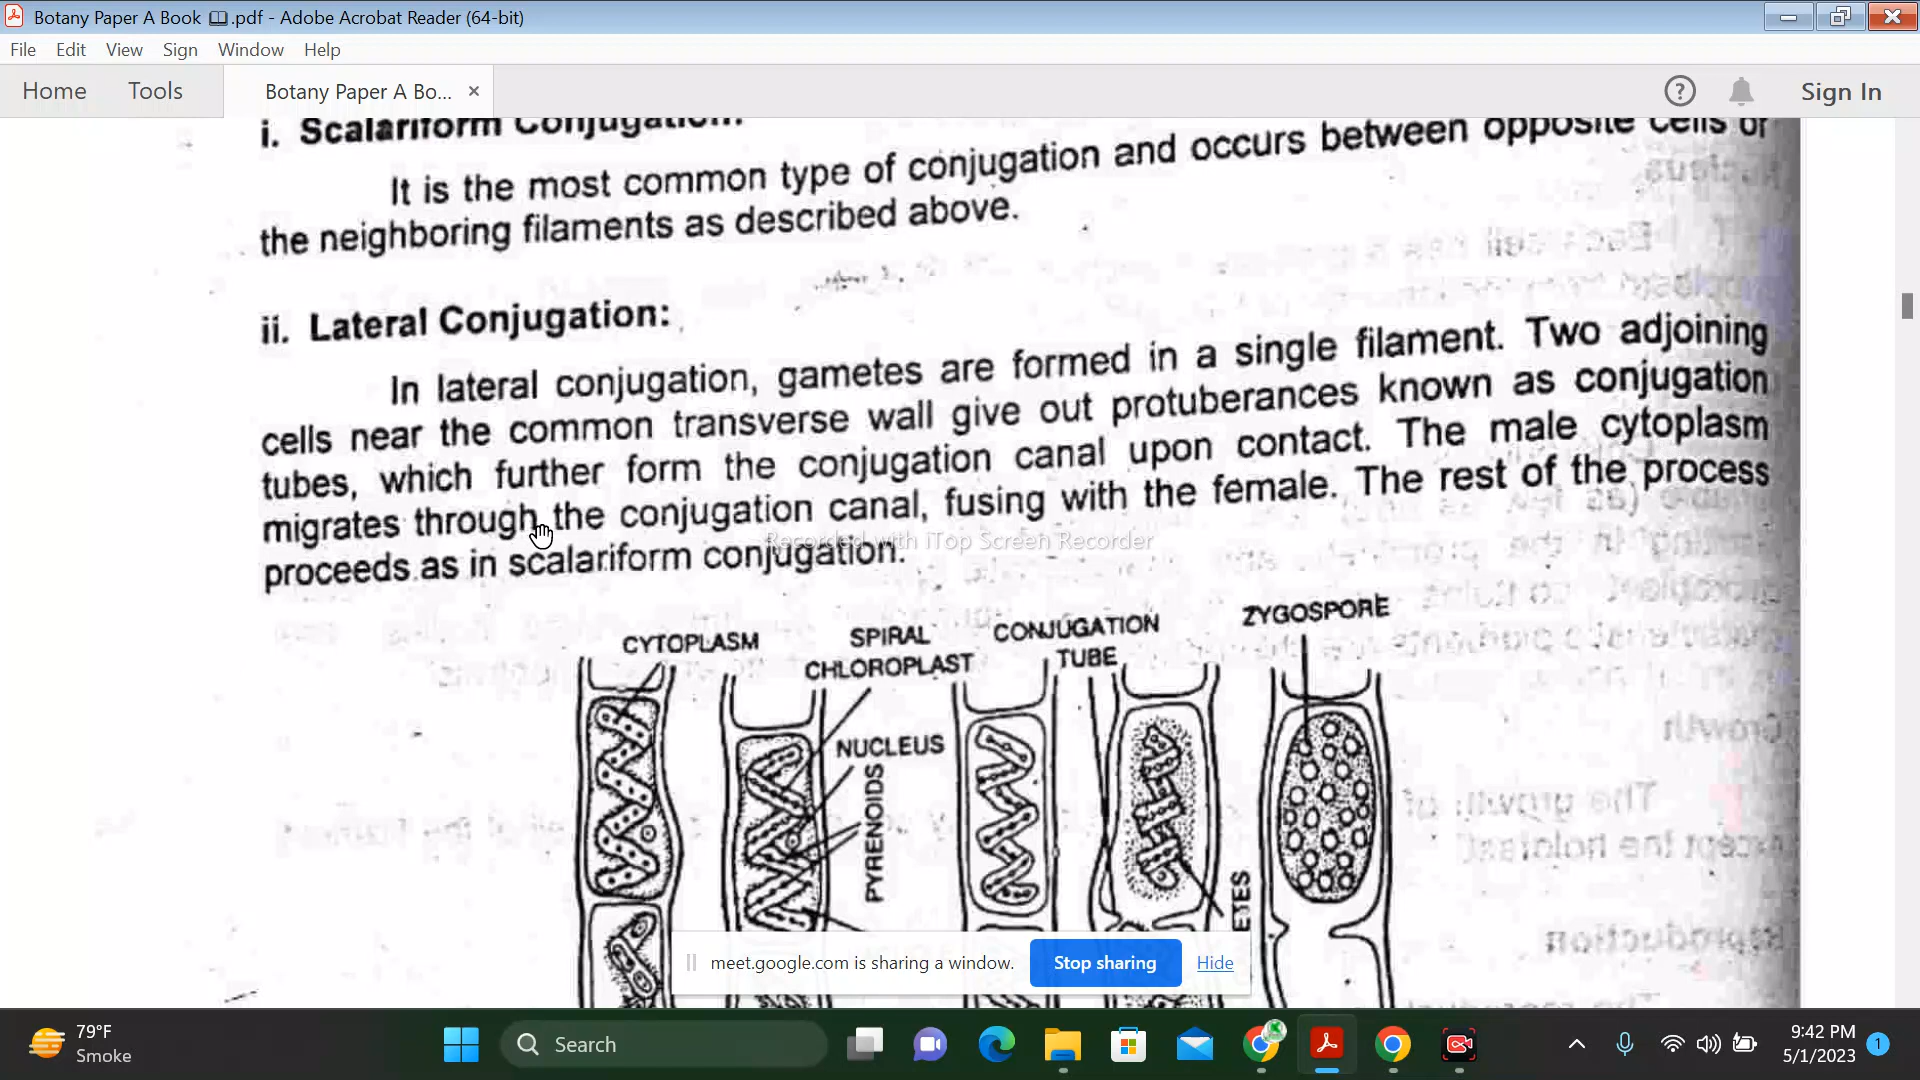 Botany Paper A Book 📖.pdf - Adobe Acrobat Reader (64-bit)
File Edit View Sign Window Help
Home Tools Botany Paper A Bo... × ? Sign In
i. Scalariform Conjugation:
It is the most common type of conjugation and occurs between opposite cells of
the neighboring filaments as described above.
ii. Lateral Conjugation:
In lateral conjugation, gametes are formed in a single filament. Two adjoining
cells near the common transverse wall give out protuberances known as conjugation
tubes, which further form the conjugation canal upon contact. The male cytoplasm
migrates through the conjugation canal, fusing with the female. The rest of the process
proceeds as in scalariform conjugation.
Recorded with iTop Screen Recorder
CYTOPLASM
SPIRAL
CHLOROPLAST
CONJUGATION
TUBE
ZYGOSPORE
NUCLEUS
PYRENOIDS
meet.google.com is sharing a window. Stop sharing Hide
79°F
Smoke
Search
9:42 PM
5/1/2023
1